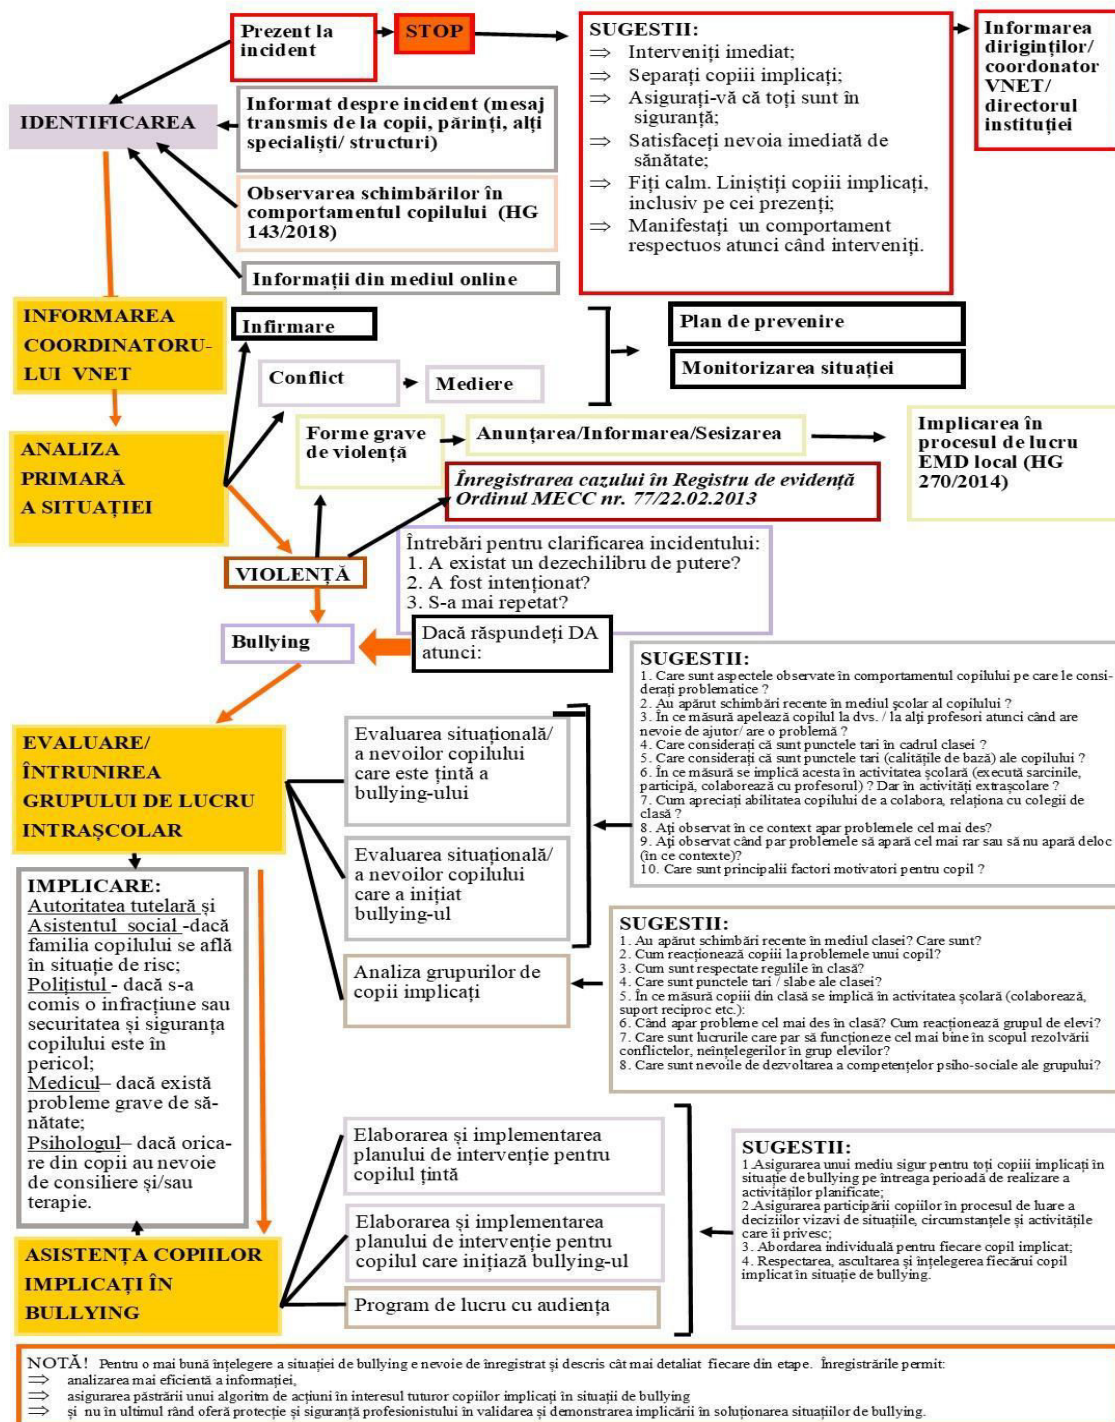 Prezent la
incident
STOP
SUGESTII:
⇒ Interveniți imediat;
⇒ Separați copiii implicați;
⇒ Asigurați-vă că toți sunt în
siguranță;
⇒ Satisfaceți nevoia imediată de
sănătate;
⇒ Fiți calm. Liniștiți copiii implicați,
inclusiv pe cei prezenți;
⇒ Manifestați un comportament
respectuos atunci când interveniți.
Informarea
diriginților/
coordonator
VNET/
directorul
instituției
IDENTIFICAREA
Informat despre incident (mesaj
transmis de la copii, părinți, alți
specialiști/ structuri)
Observarea schimbărilor în
comportamentul copilului (HG
143/2018)
Informații din mediul online
INFORMAREA
COORDINATORU-
LUI VNET
Infirmare
Conflict
Mediere
Plan de prevenire
Monitorizarea situației
ANALIZA
PRIMARĂ
A SITUAȚIEI
Forme grave
de violență
Anunțarea/Informarea/Sesizarea
Implicarea în
procesul de lucru
EMD local (HG
270/2014)
Înregistrarea cazului în Registru de evidență
Ordinul MECC nr. 77/22.02.2013
VIOLENȚĂ
Întrebări pentru clarificarea incidentului:
1. A existat un dezechilibru de putere?
2. A fost intenționat?
3. S-a mai repetat?
Bullying
Dacă răspundeți DA
atunci:
SUGESTII:
1. Care sunt aspectele observate în comportamentul copilului pe care le consi-
derați problematice ?
2. Au apărut schimbări recente în mediul școlar al copilului ?
3. În ce măsură apelează copilul la dvs. / la alți profesori atunci când are
nevoie de ajutor/ are o problemă ?
4. Care considerați că sunt punctele tari în cadrul clasei ?
5. Care considerați că sunt punctele tari (calitățile de bază) ale copilului ?
6. În ce măsură se implică acesta în activitatea școlară (execută sarcinile,
participă, colaborează cu profesorul) ? Dar în activități extrașcolare ?
7. Cum apreciați abilitatea copilului de a colabora, relaționa cu colegii de
clasă ?
8. Ați observat în ce context apar problemele cel mai des?
9. Ați observat când par problemele să apară cel mai rar sau să nu apară deloc
(în ce contexte)?
10. Care sunt principalii factori motivatori pentru copil ?
EVALUARE/
ÎNTRUNIREA
GRUPULUI DE LUCRU
INTRAȘCOLAR
Evaluarea situațională/
a nevoilor copilului
care este țintă a
bullying-ului
Evaluarea situațională/
a nevoilor copilului
care a inițiat
bullying-ul
Analiza grupurilor de
copii implicați
SUGESTII:
1. Au apărut schimbări recente în mediul clasei? Care sunt?
2. Cum reacționează copiii la problemele unui copil?
3. Cum sunt respectate regulile în clasă?
4. Care sunt punctele tari / slabe ale clasei?
5. În ce măsură copiii din clasă se implică în activitatea școlară (colaborează,
suport reciproc etc.):
6. Când apar probleme cel mai des în clasă? Cum reacționează grupul de elevi?
7. Care sunt lucrurile care par să funcționeze cel mai bine în scopul rezolvării
conflictelor, neînțelegerilor în grup elevilor?
8. Care sunt nevoile de dezvoltarea a competențelor psiho-sociale ale grupului?
IMPLICARE:
Autoritatea tutelară și
Asistentul social -dacă
familia copilului se află
în situație de risc;
Polițistul - dacă s-a
comis o infracțiune sau
securitatea și siguranța
copilului este în
pericol;
Medicul– dacă există
probleme grave de să-
nătate;
Psihologul– dacă orica-
re din copii au nevoie
de consiliere și/sau
terapie.
ASISTENȚA COPIILOR
IMPLICAȚI ÎN
BULLYING
Elaborarea și implementarea
planului de intervenție pentru
copilul țintă
Elaborarea și implementarea
planului de intervenție pentru
copilul care inițiază bullying-ul
Program de lucru cu audiența
SUGESTII:
1.Asigurarea unui mediu sigur pentru toți copiii implicați în
situație de bullying pe întreaga perioadă de realizare a
activităților planificate;
2.Asigurarea participării copiilor în procesul de luare a
deciziilor vizavi de situațiile, circumstanțele și activitățile
care îi privesc;
3. Abordarea individuală pentru fiecare copil implicat;
4. Respectarea, ascultarea și înțelegerea fiecărui copil
implicat în situație de bullying.
NOTĂ! Pentru o mai bună înțelegere a situației de bullying e nevoie de înregistrat și descris cât mai detaliat fiecare din etape. Înregistrările permit:
⇒ analizarea mai eficientă a informației,
⇒ asigurarea păstrării unui algoritm de acțiuni în interesul tuturor copiilor implicați în situații de bullying
⇒ și nu în ultimul rând oferă protecție și siguranță profesionistului în validarea și demonstrarea implicării în soluționarea situațiilor de bullying.